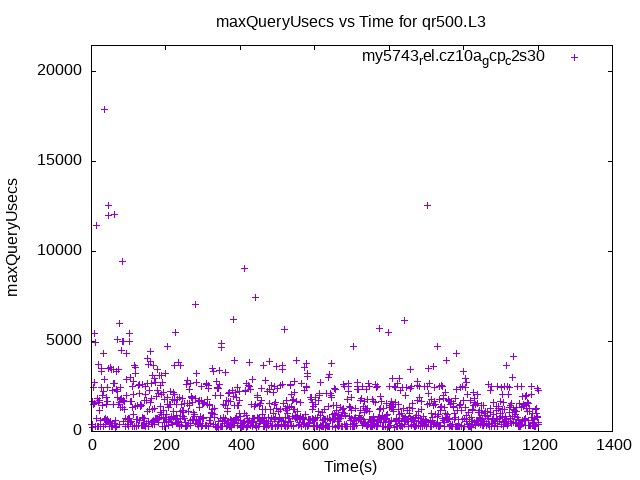 maxQueryUsecs vs Time for qr500.L3
my5743rel.cz10agcpc2s30
20000
15000
10000
5000
0
maxQueryUsecs
0 200 400 600 800 1000 1200 1400
Time(s)